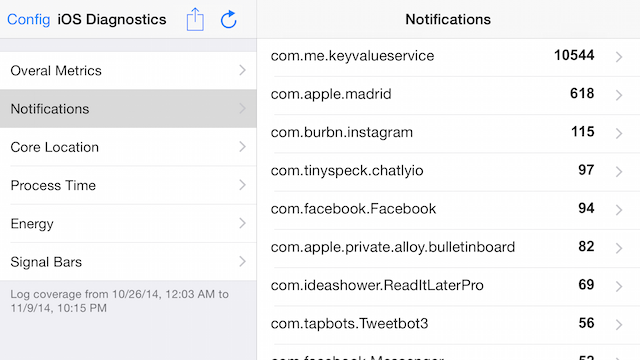 Config iOS Diagnostics
Overal Metrics
Notifications
Core Location
Process Time
Energy
Signal Bars
Log coverage from 10/26/14, 12:03 AM to
11/9/14, 10:15 PM
Notifications
com.me.keyvalueservice 10544
com.apple.madrid 618
com.burbn.instagram 115
com.tinyspeck.chatlyio 97
com.facebook.Facebook 94
com.apple.private.alloy.bulletinboard 82
com.ideashower.ReadItLaterPro 69
com.tapbots.Tweetbot3 56
com.facebook.Messenger